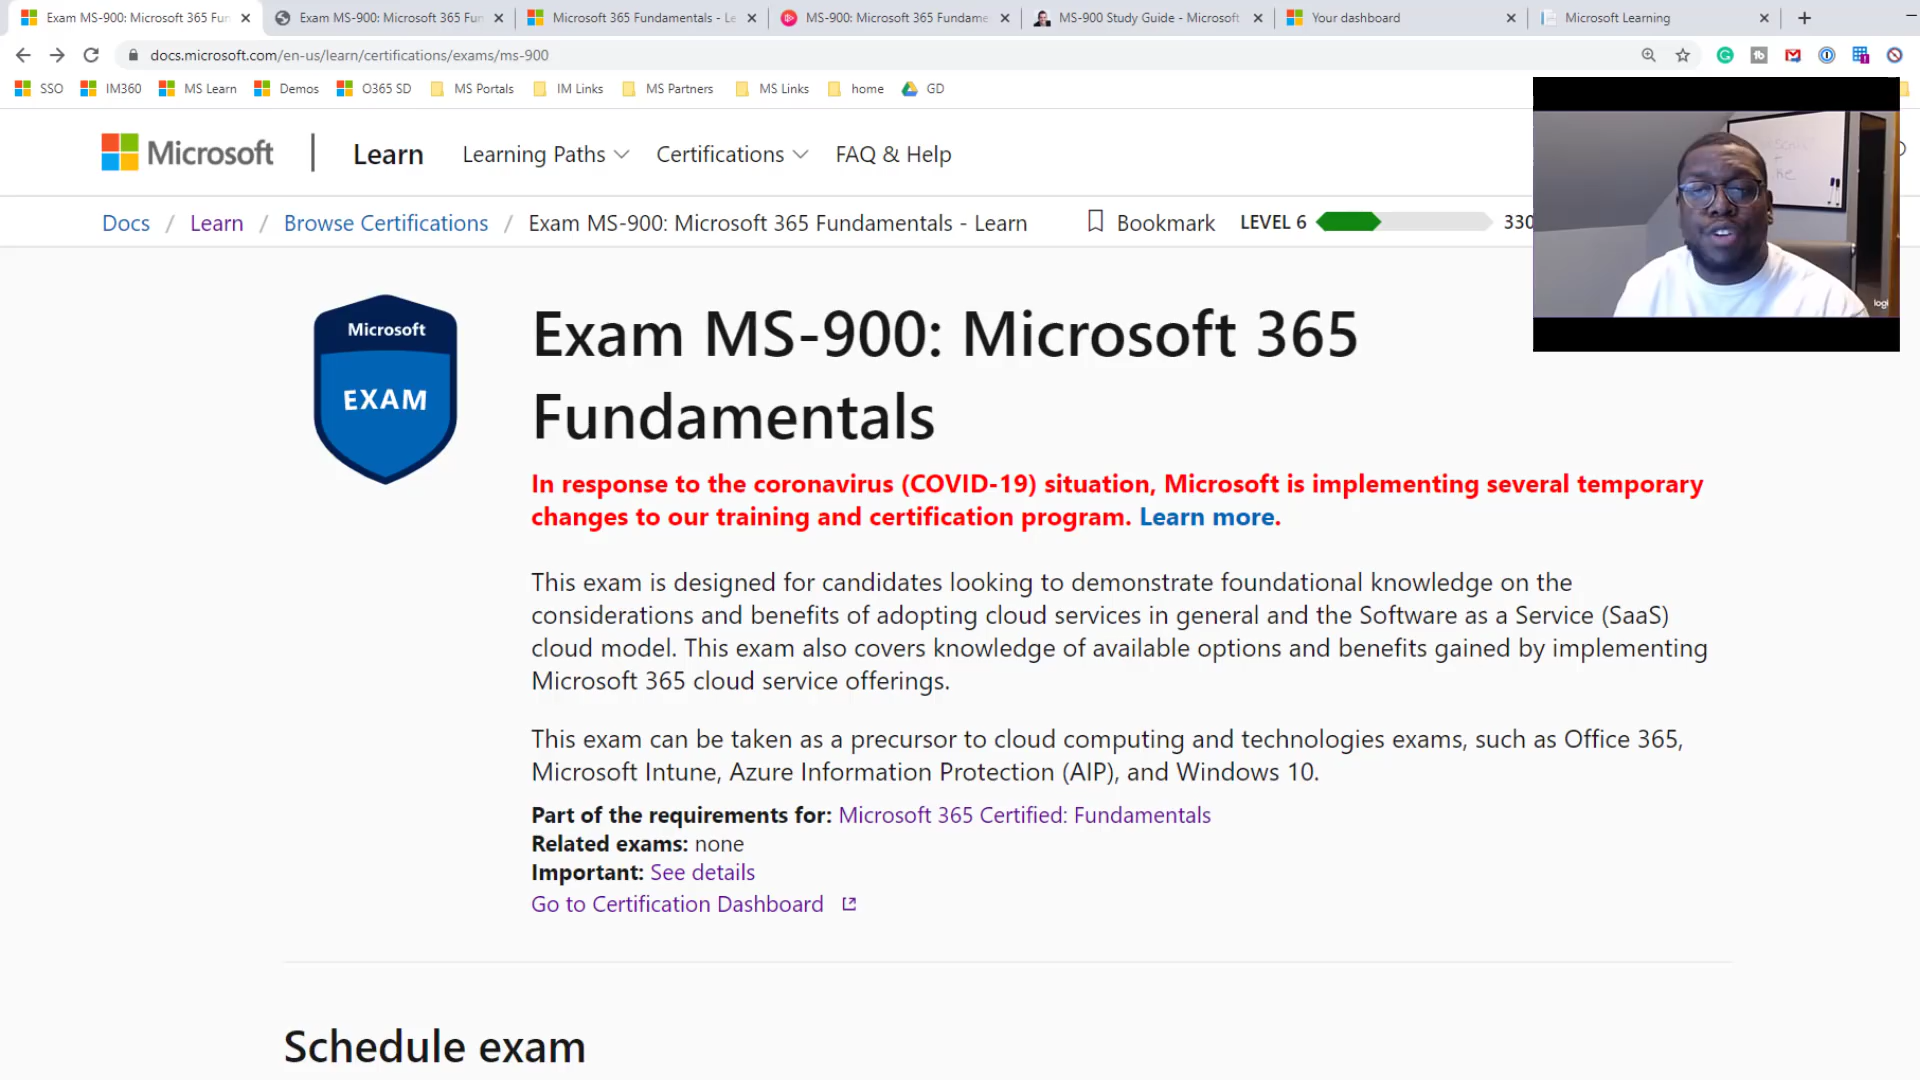 Exam MS-900: Microsoft 365 Fun
Exam MS-900: Microsoft 365 Fun
Microsoft 365 Fundamentals - Le
MS-900: Microsoft 365 Fundame
MS-900 Study Guide - Microsoft
Your dashboard
Microsoft Learning
docs.microsoft.com/en-us/learn/certifications/exams/ms-900
SSO
IM360
MS Learn
Demos
O365 SD
MS Portals
IM Links
MS Partners
MS Links
home
GD
Microsoft
Learn
Learning Paths
Certifications
FAQ & Help
Docs / Learn / Browse Certifications / Exam MS-900: Microsoft 365 Fundamentals - Learn
Bookmark
LEVEL 6
330
logi
Microsoft
EXAM
Exam MS-900: Microsoft 365
Fundamentals
In response to the coronavirus (COVID-19) situation, Microsoft is implementing several temporary
changes to our training and certification program. Learn more.
This exam is designed for candidates looking to demonstrate foundational knowledge on the
considerations and benefits of adopting cloud services in general and the Software as a Service (SaaS)
cloud model. This exam also covers knowledge of available options and benefits gained by implementing
Microsoft 365 cloud service offerings.
This exam can be taken as a precursor to cloud computing and technologies exams, such as Office 365,
Microsoft Intune, Azure Information Protection (AIP), and Windows 10.
Part of the requirements for: Microsoft 365 Certified: Fundamentals
Related exams: none
Important: See details
Go to Certification Dashboard
Schedule exam